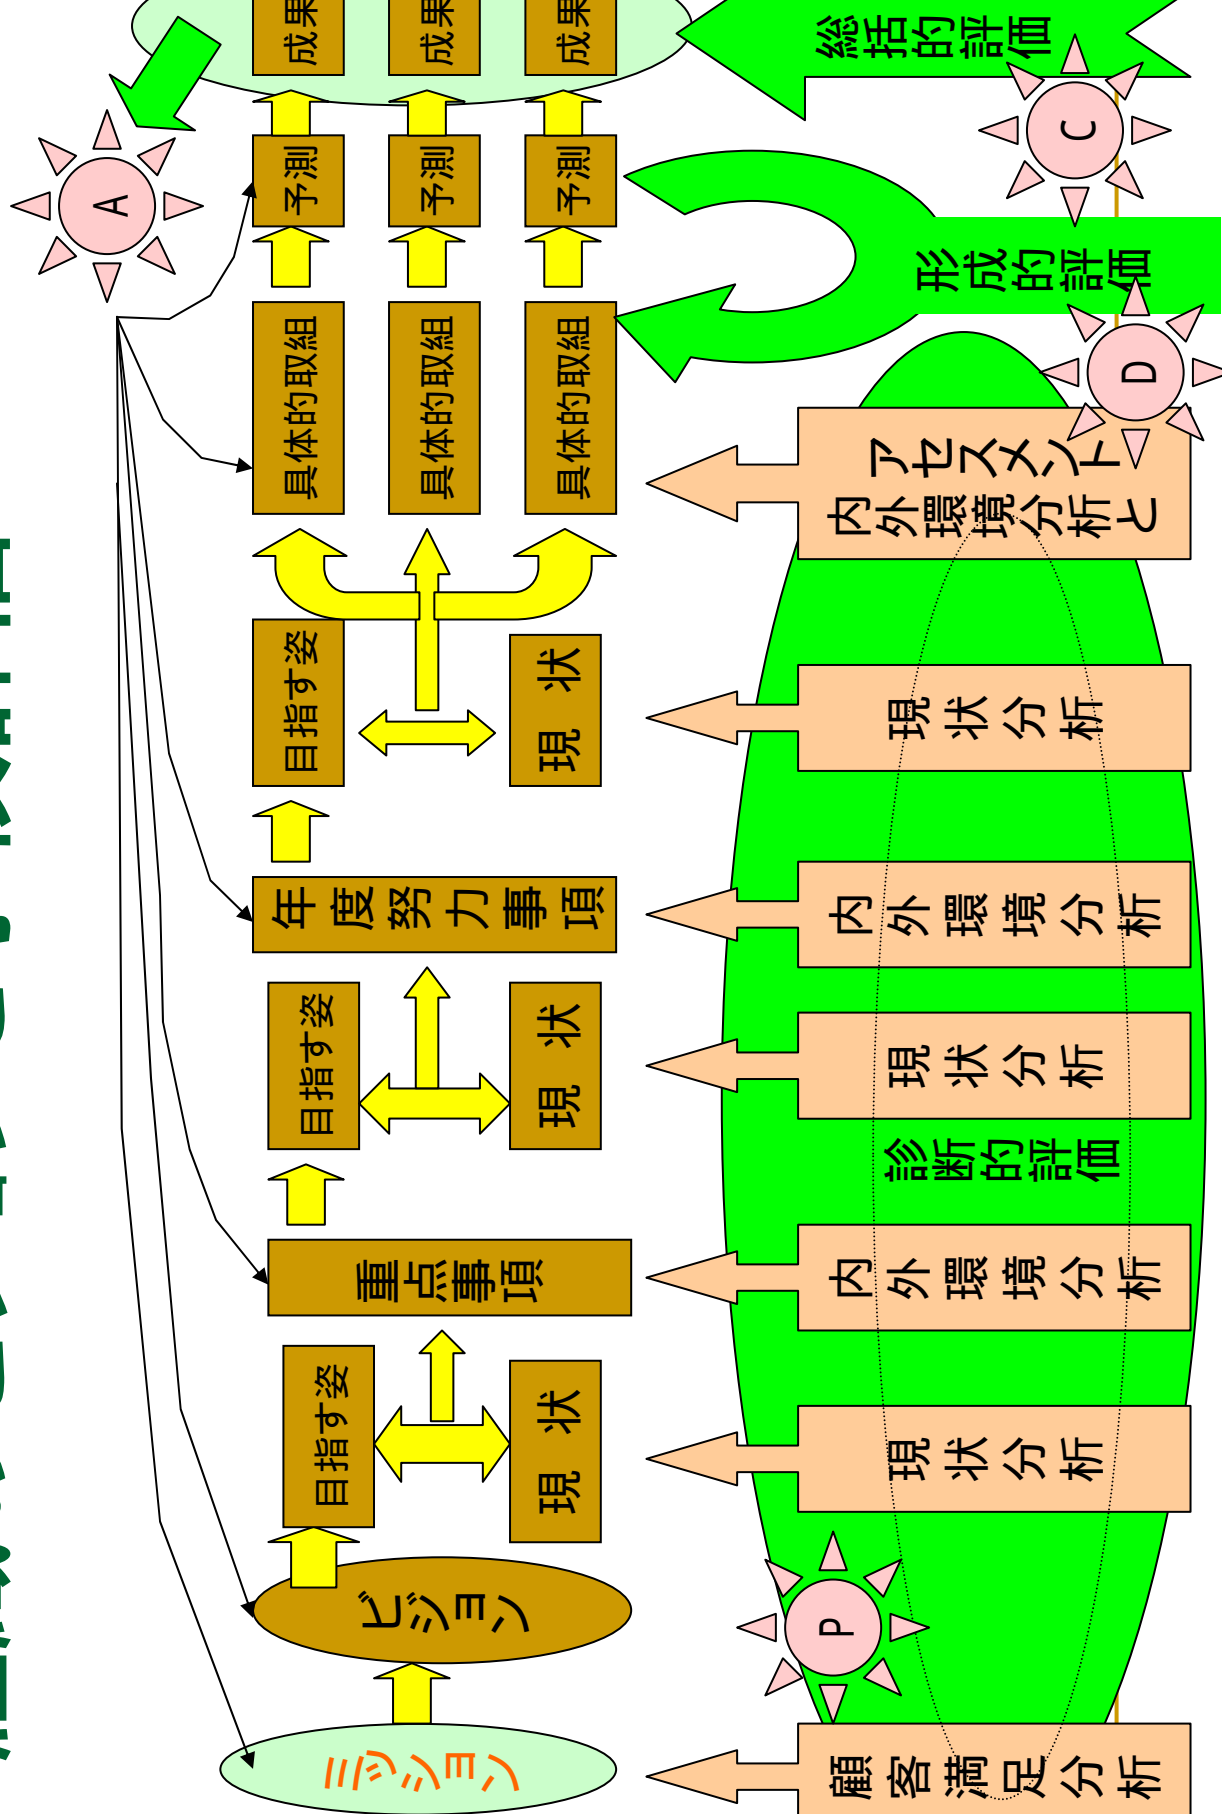 ミッション
ビジョン
目指す姿
現 状
重点事項
目指す姿
現 状
年度努力事項
目指す姿
現 状
具体的取組
具体的取組
具体的取組
予測
予測
予測
成果
成果
成果
A
P
D
C
顧客満足分析
現状分析
内外環境分析
診断的評価
現状分析
内外環境分析
現状分析
内外環境分析と
アセスメント
形成的評価
総括的評価